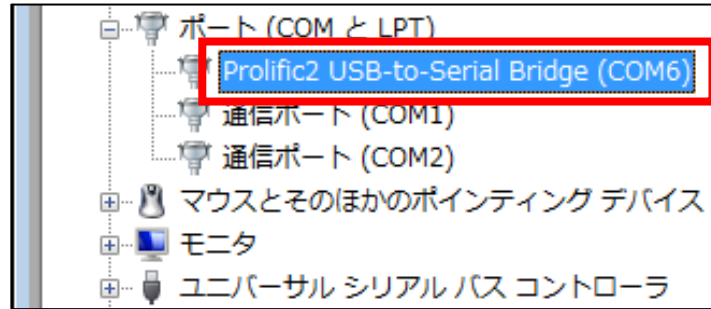 ポート (COM と LPT)
Prolific2 USB-to-Serial Bridge (COM6)
通信ポート (COM1)
通信ポート (COM2)
マウスとそのほかのポインティング デバイス
モニタ
ユニバーサル シリアル バス コントローラ